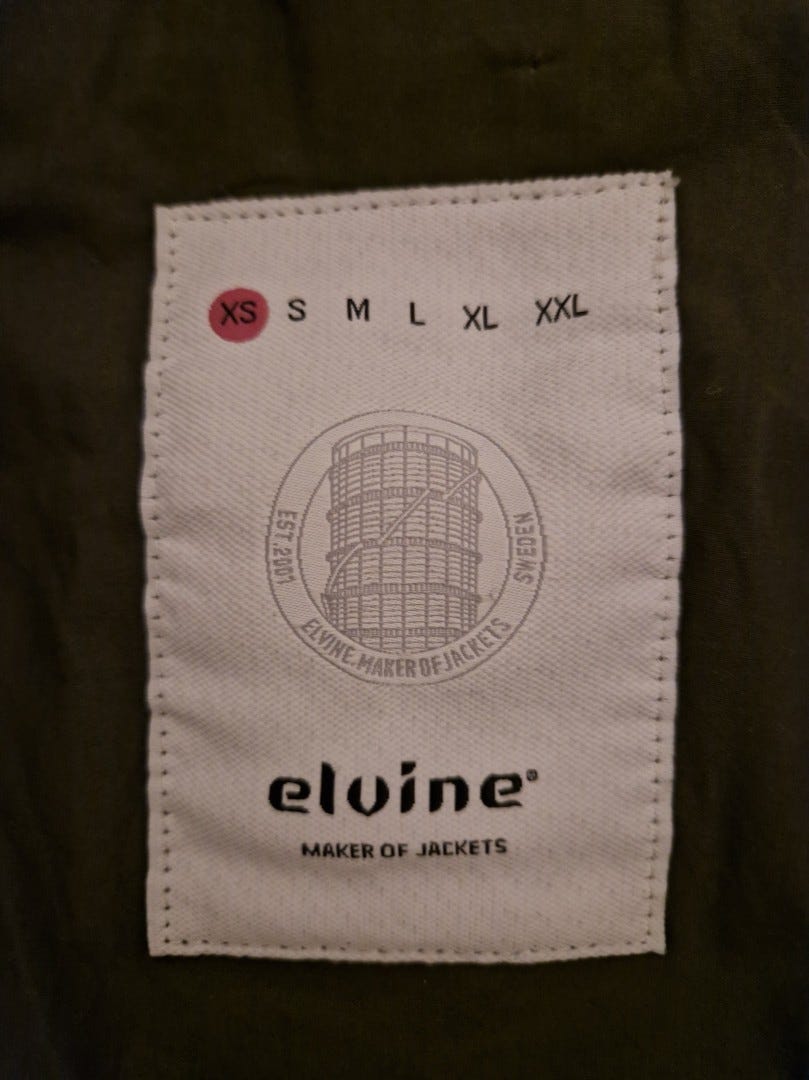 XS S M L XL XXL
EST. 2001
SWEDEN
ELVINE. MAKER OF JACKETS
elvine®
MAKER OF JACKETS